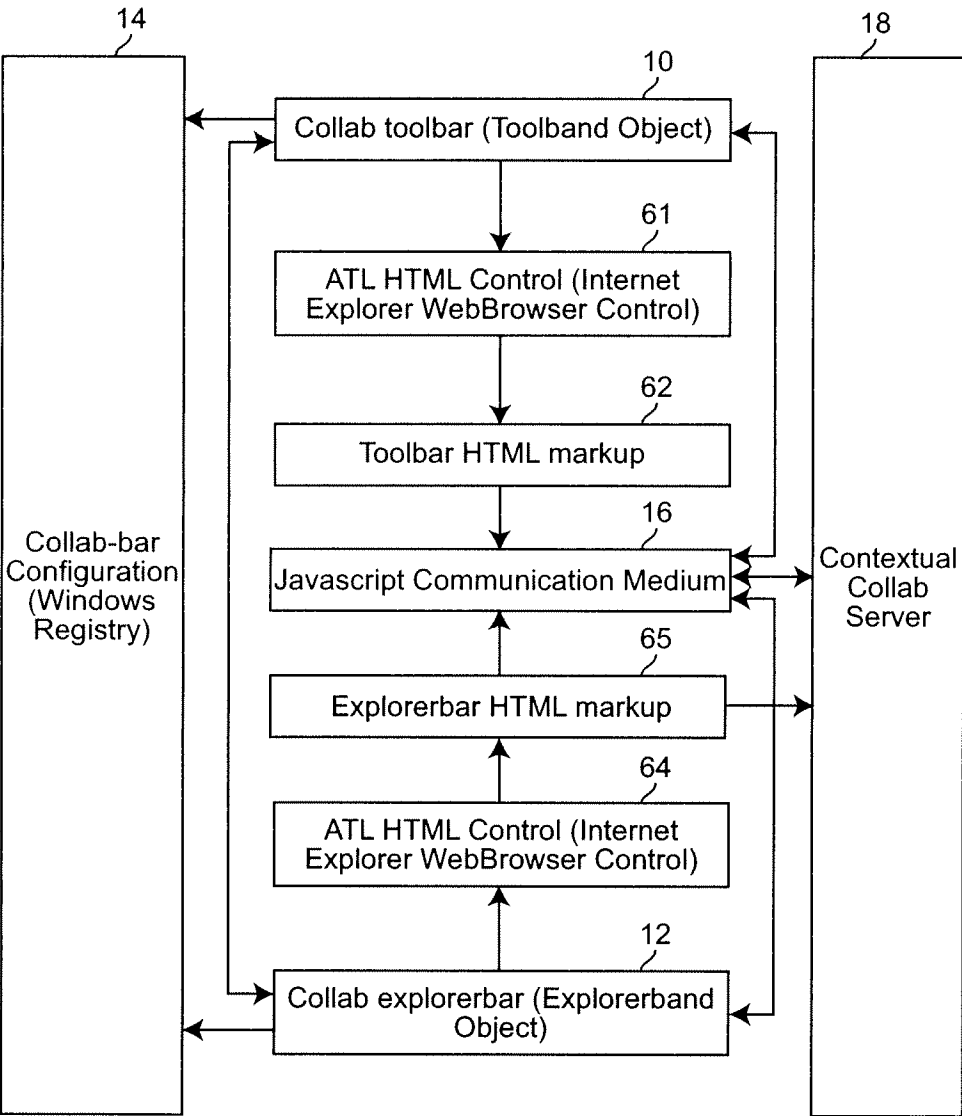 14
18
10
Collab toolbar (Toolband Object)
61
ATL HTML Control (Internet
Explorer WebBrowser Control)
62
Toolbar HTML markup
16
Javascript Communication Medium
Collab-bar
Configuration
(Windows
Registry)
Contextual
Collab
Server
65
Explorerbar HTML markup
64
ATL HTML Control (Internet
Explorer WebBrowser Control)
12
Collab explorerbar (Explorerband
Object)